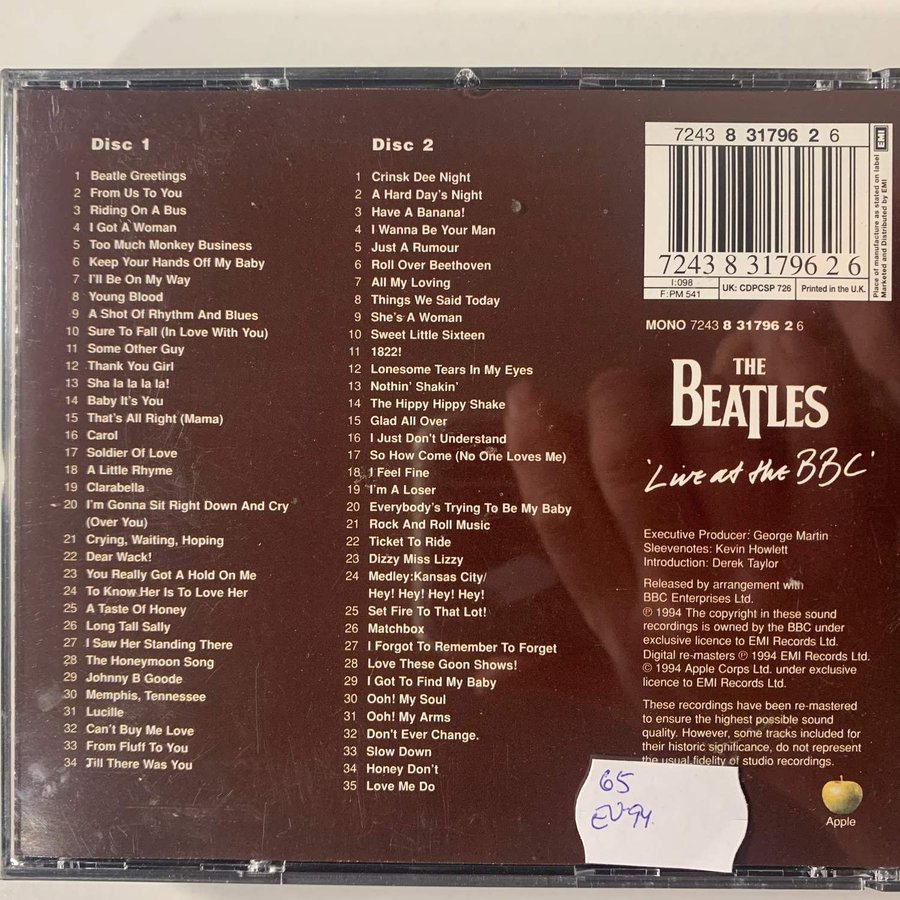 Disc 1
1 Beatle Greetings
2 From Us To You
3 Riding On A Bus
4 I Got A Woman
5 Too Much Monkey Business
6 Keep Your Hands Off My Baby
7 I'll Be On My Way
8 Young Blood
9 A Shot Of Rhythm And Blues
10 Sure To Fall (In Love With You)
11 Some Other Guy
12 Thank You Girl
13 Sha la la la la!
14 Baby It's You
15 That's All Right (Mama)
16 Carol
17 Soldier Of Love
18 A Little Rhyme
19 Clarabella
20 I'm Gonna Sit Right Down And Cry
(Over You)
21 Crying, Waiting, Hoping
22 Dear Wack!
23 You Really Got A Hold On Me
24 To Know Her Is To Love Her
25 A Taste Of Honey
26 Long Tall Sally
27 I Saw Her Standing There
28 The Honeymoon Song
29 Johnny B Goode
30 Memphis, Tennessee
31 Lucille
32 Can't Buy Me Love
33 From Fluff To You
34 Till There Was You
Disc 2
1 Crinsk Dee Night
2 A Hard Day's Night
3 Have A Banana!
4 I Wanna Be Your Man
5 Just A Rumour
6 Roll Over Beethoven
7 All My Loving
8 Things We Said Today
9 She's A Woman
10 Sweet Little Sixteen
11 1822!
12 Lonesome Tears In My Eyes
13 Nothin' Shakin'
14 The Hippy Hippy Shake
15 Glad All Over
16 I Just Don't Understand
17 So How Come (No One Loves Me)
18 I Feel Fine
19 I'm A Loser
20 Everybody's Trying To Be My Baby
21 Rock And Roll Music
22 Ticket To Ride
23 Dizzy Miss Lizzy
24 Medley:Kansas City/
Hey! Hey! Hey! Hey!
25 Set Fire To That Lot!
26 Matchbox
27 I Forgot To Remember To Forget
28 Love These Goon Shows!
29 I Got To Find My Baby
30 Ooh! My Soul
31 Ooh! My Arms
32 Don't Ever Change.
33 Slow Down
34 Honey Don't
35 Love Me Do
7243 8 31796 2 6
7243 8 31796 2 6
I:098
F:PM 541
UK: CDPCSP 726
Printed in the U.K.
EMI
Place of manufacture as stated on label
Marketed and Distributed by EMI
MONO 7243 8 31796 2 6
THE
BEATLES
'Live at the BBC'
Executive Producer: George Martin
Sleevenotes: Kevin Howlett
Introduction: Derek Taylor
Released by arrangement with
BBC Enterprises Ltd.
℗ 1994 The copyright in these sound
recordings is owned by the BBC under
exclusive licence to EMI Records Ltd.
Digital re-masters ℗ 1994 EMI Records Ltd.
© 1994 Apple Corps Ltd. under exclusive
licence to EMI Records Ltd.
These recordings have been re-mastered
to ensure the highest possible sound
quality. However, some tracks included for
their historic significance, do not represent
the usual fidelity of studio recordings.
Apple
65
EU94